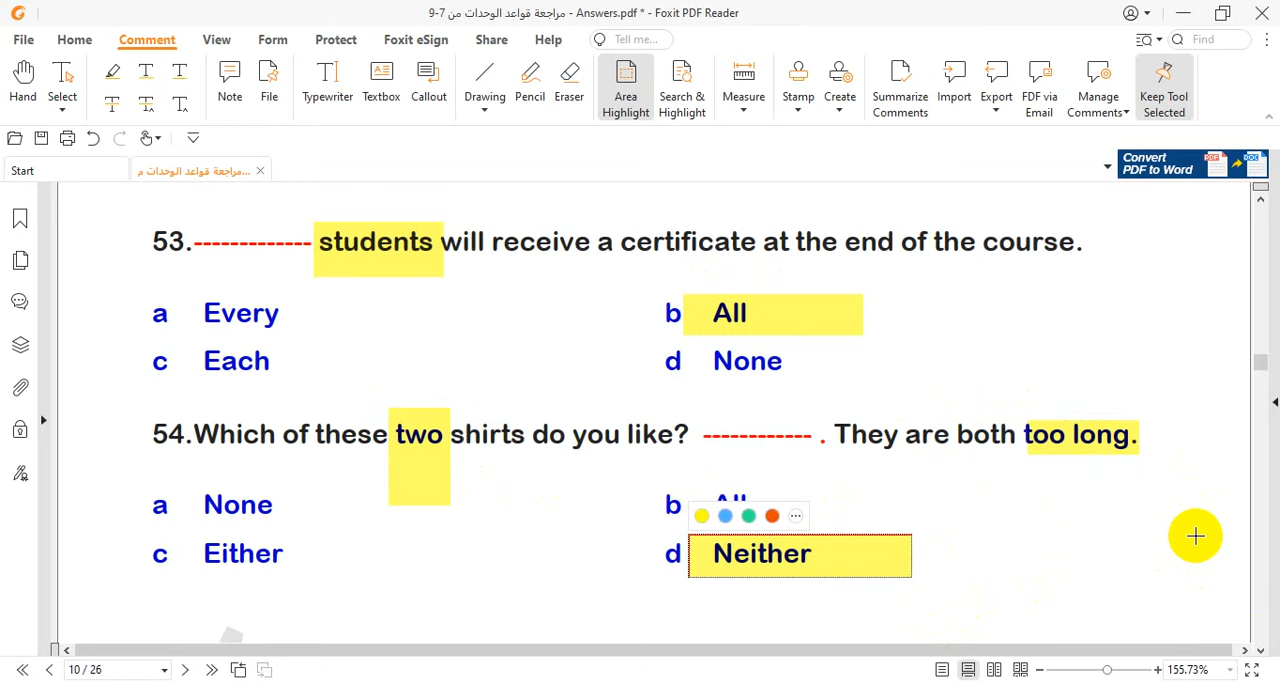 مراجعة قواعد الوحدات من 7-9 - Answers.pdf * - Foxit PDF Reader
File Home Comment View Form Protect Foxit eSign Share Help Tell me... Find
Hand Select Note File Typewriter Textbox Callout Drawing Pencil Eraser Area Highlight Search & Highlight Measure Stamp Create Summarize Comments Import Export PDF via Email Manage Comments Keep Tool Selected
Start مراجعة قواعد الوحدات م... Convert PDF to Word
53.------------- students will receive a certificate at the end of the course.
a Every b All
c Each d None
54.Which of these two shirts do you like? ------------ . They are both too long.
a None b All
c Either d Neither
10 / 26 155.73%